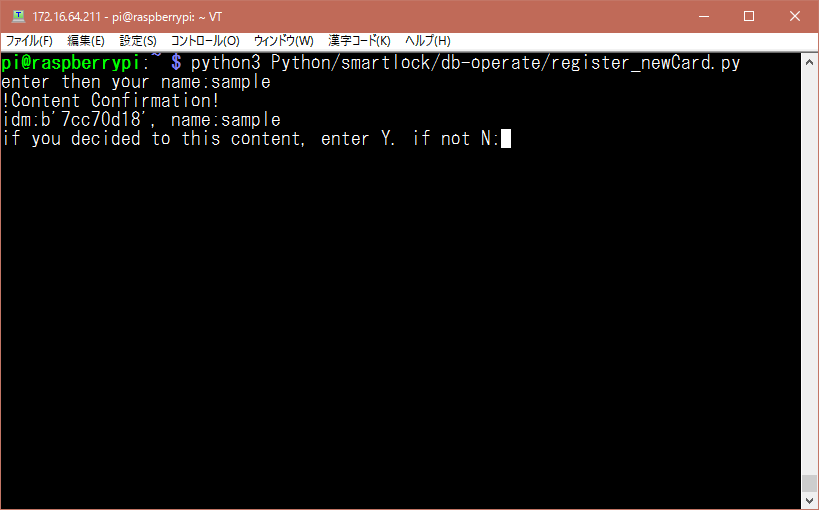 172.16.64.211 - pi@raspberrypi: ~ VT
ファイル(F) 編集(E) 設定(S) コントロール(O) ウィンドウ(W) 漢字コード(K) ヘルプ(H)
pi@raspberrypi:~ $ python3 Python/smartlock/db-operate/register_newCard.py
enter then your name:sample
!Content Confirmation!
idm:b'7cc70d18', name:sample
if you decided to this content, enter Y. if not N: